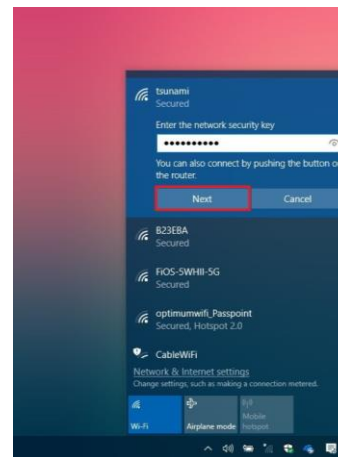 tsunami
Secured
Enter the network security key
You can also connect by pushing the button o
the router.
Next Cancel
B23EBA
Secured
FiOS-5WHII-5G
Secured
optimumwifi_Passpoint
Secured, Hotspot 2.0
CableWiFi
Network & Internet settings
Change settings, such as making a connection metered.
Mobile
Wi-Fi Airplane mode hotspot